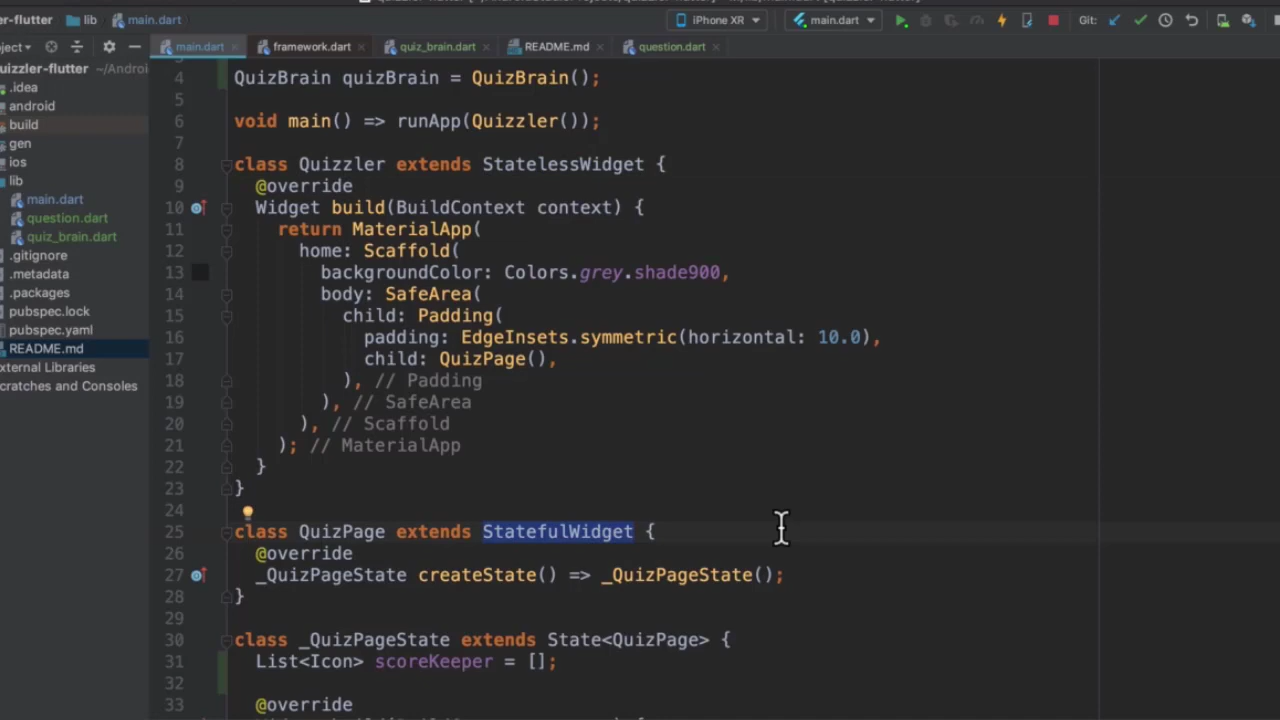 zzler-flutter
lib
main.dart
iPhone XR
main.dart
Git:
oject
main.dart
framework.dart
quiz_brain.dart
README.md
question.dart
uizzler-flutter ~/Androi
.idea
android
build
gen
ios
lib
main.dart
question.dart
quiz_brain.dart
.gitignore
.metadata
.packages
pubspec.lock
pubspec.yaml
README.md
xternal Libraries
cratches and Consoles
4 QuizBrain quizBrain = QuizBrain();
5
6 void main() => runApp(Quizzler());
7
8 class Quizzler extends StatelessWidget {
9 @override
10 Widget build(BuildContext context) {
11 return MaterialApp(
12 home: Scaffold(
13 backgroundColor: Colors.grey.shade900,
14 body: SafeArea(
15 child: Padding(
16 padding: EdgeInsets.symmetric(horizontal: 10.0),
17 child: QuizPage(),
18 ), // Padding
19 ), // SafeArea
20 ), // Scaffold
21 ); // MaterialApp
22 }
23 }
24
25 class QuizPage extends StatefulWidget {
26 @override
27 _QuizPageState createState() => _QuizPageState();
28 }
29
30 class _QuizPageState extends State<QuizPage> {
31 List<Icon> scoreKeeper = [];
32
33 @override